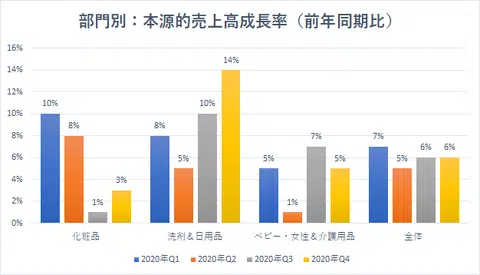 部門別：本源的売上高成長率（前年同期比）
16%
14%
12%
10%
8%
6%
4%
2%
0%
10%
8%
1%
3%
8%
5%
10%
14%
5%
1%
7%
5%
7%
5%
6%
6%
化粧品
洗剤＆日用品
ベビー・女性＆介護用品
全体
2020年Q1
2020年Q2
2020年Q3
2020年Q4